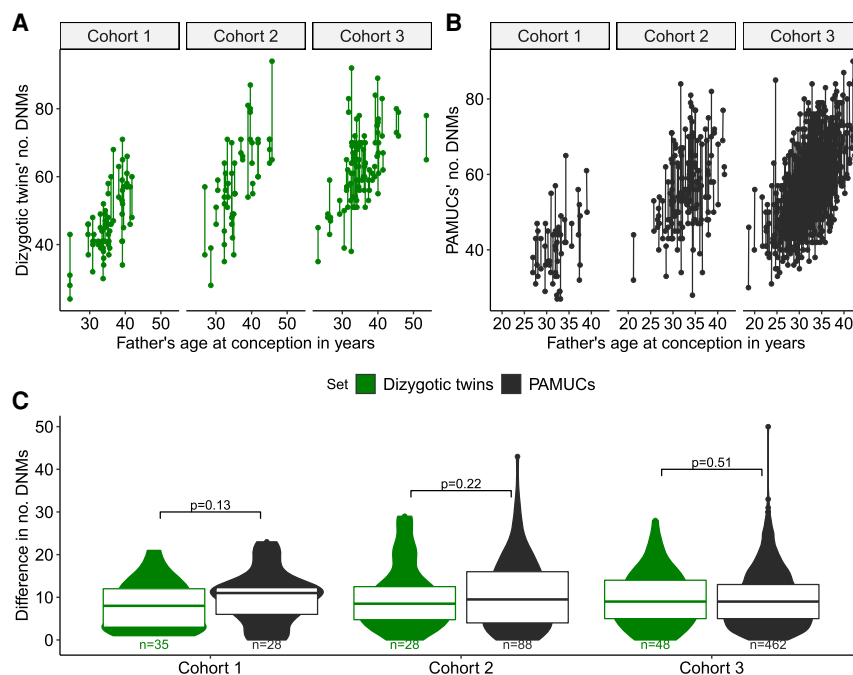 A
Cohort 1 Cohort 2 Cohort 3
Dizygotic twins' no. DNMs
80
60
40
30 40 50 30 40 50 30 40 50
Father's age at conception in years
B
Cohort 1 Cohort 2 Cohort 3
PAMUCs' no. DNMs
80
60
40
20 25 30 35 40 20 25 30 35 40 20 25 30 35 40
Father's age at conception in years
Set Dizygotic twins PAMUCs
C
Difference in no. DNMs
50
40
30
20
10
0
p=0.13 p=0.22 p=0.51
n=35 n=28 n=28 n=88 n=48 n=462
Cohort 1 Cohort 2 Cohort 3